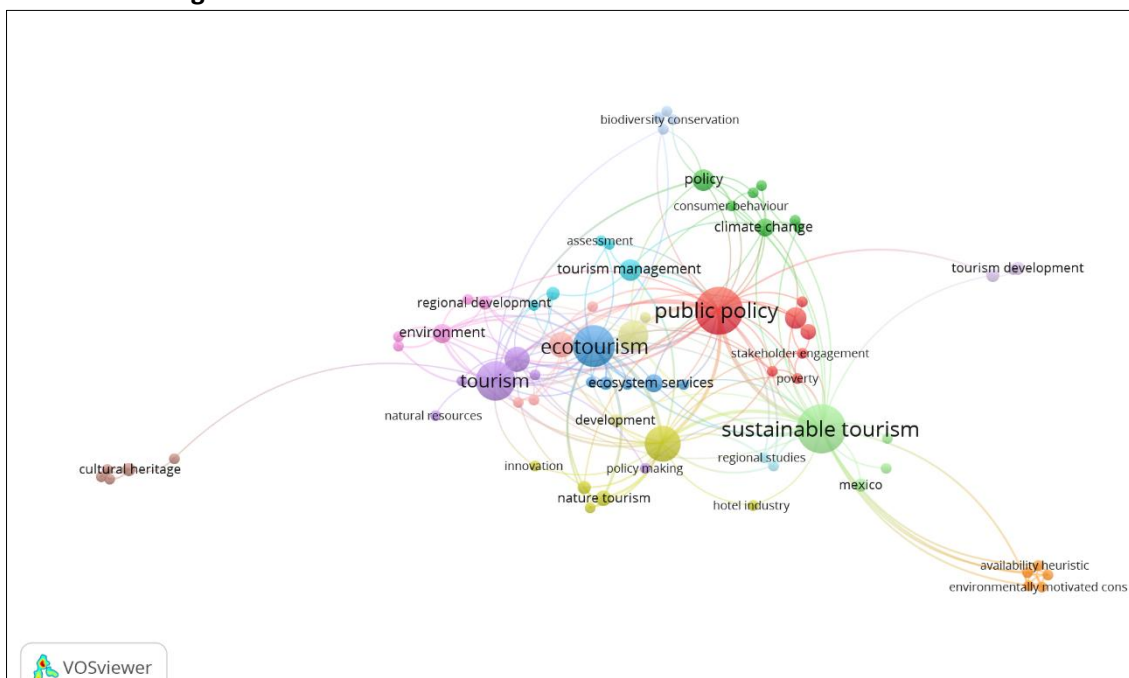 biodiversity conservation
policy
consumer behaviour
climate change
assessment
tourism management
tourism development
regional development
public policy
environment
ecotourism
stakeholder engagement
tourism
ecosystem services
poverty
natural resources
development
sustainable tourism
regional studies
cultural heritage
innovation
policy making
mexico
nature tourism
hotel industry
availability heuristic
environmentally motivated cons
VOSviewer